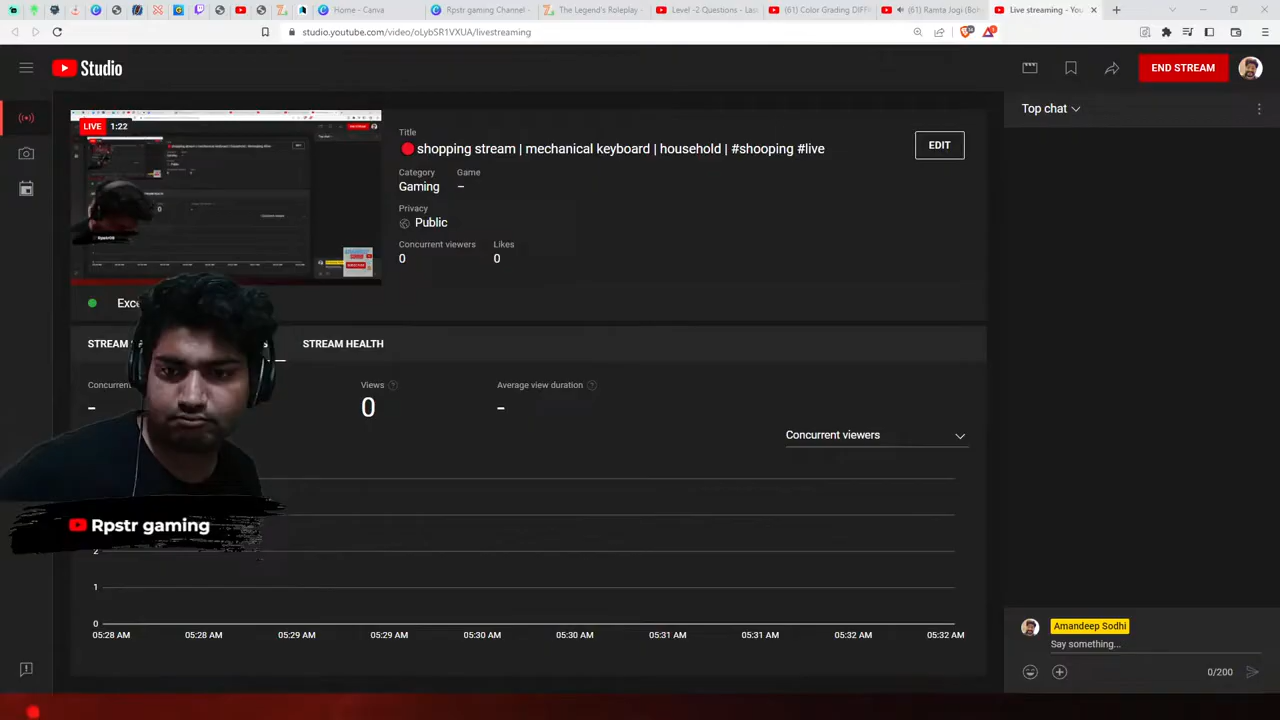 Home - Canva
Rpstr gaming Channel -
The Legend's Roleplay -
Level -2 Questions - Las
(61) Color Grading DIFF
(61) Ramta Jogi (Bo
Live streaming - You
studio.youtube.com/video/oLybSR1VXUA/livestreaming
Studio
END STREAM
LIVE 1:22
Title
🔴shopping stream | mechanical keyboard | household | #shooping #live
EDIT
Category Game
Gaming –
Privacy
Public
Concurrent viewers Likes
0 0
Top chat
Exce
STREAM STREAM HEALTH
Concurrent Views Average view duration
- 0 -
Concurrent viewers
Rpstr gaming
2
1
0
05:28 AM 05:28 AM 05:29 AM 05:29 AM 05:30 AM 05:30 AM 05:31 AM 05:31 AM 05:32 AM 05:32 AM
Amandeep Sodhi
Say something...
0/200